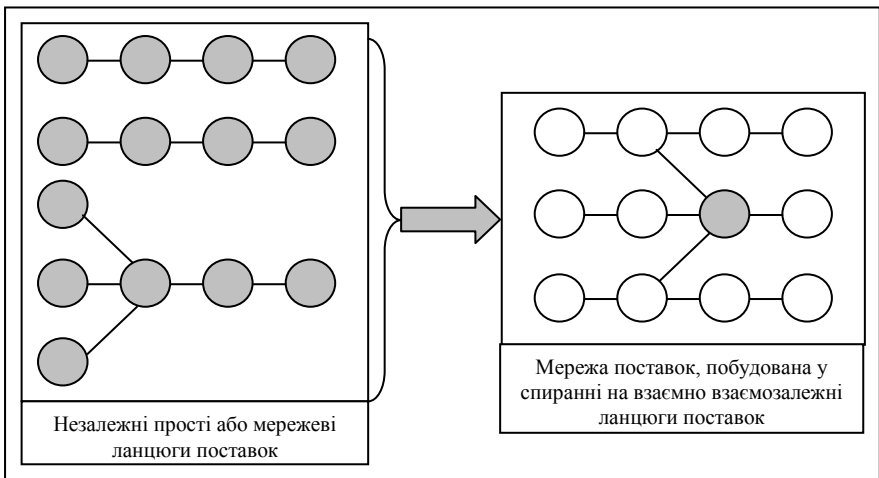 Незалежні прості або мережеві
ланцюги поставок
Мережа поставок, побудована у
спиранні на взаємно взаємозалежні
ланцюги поставок